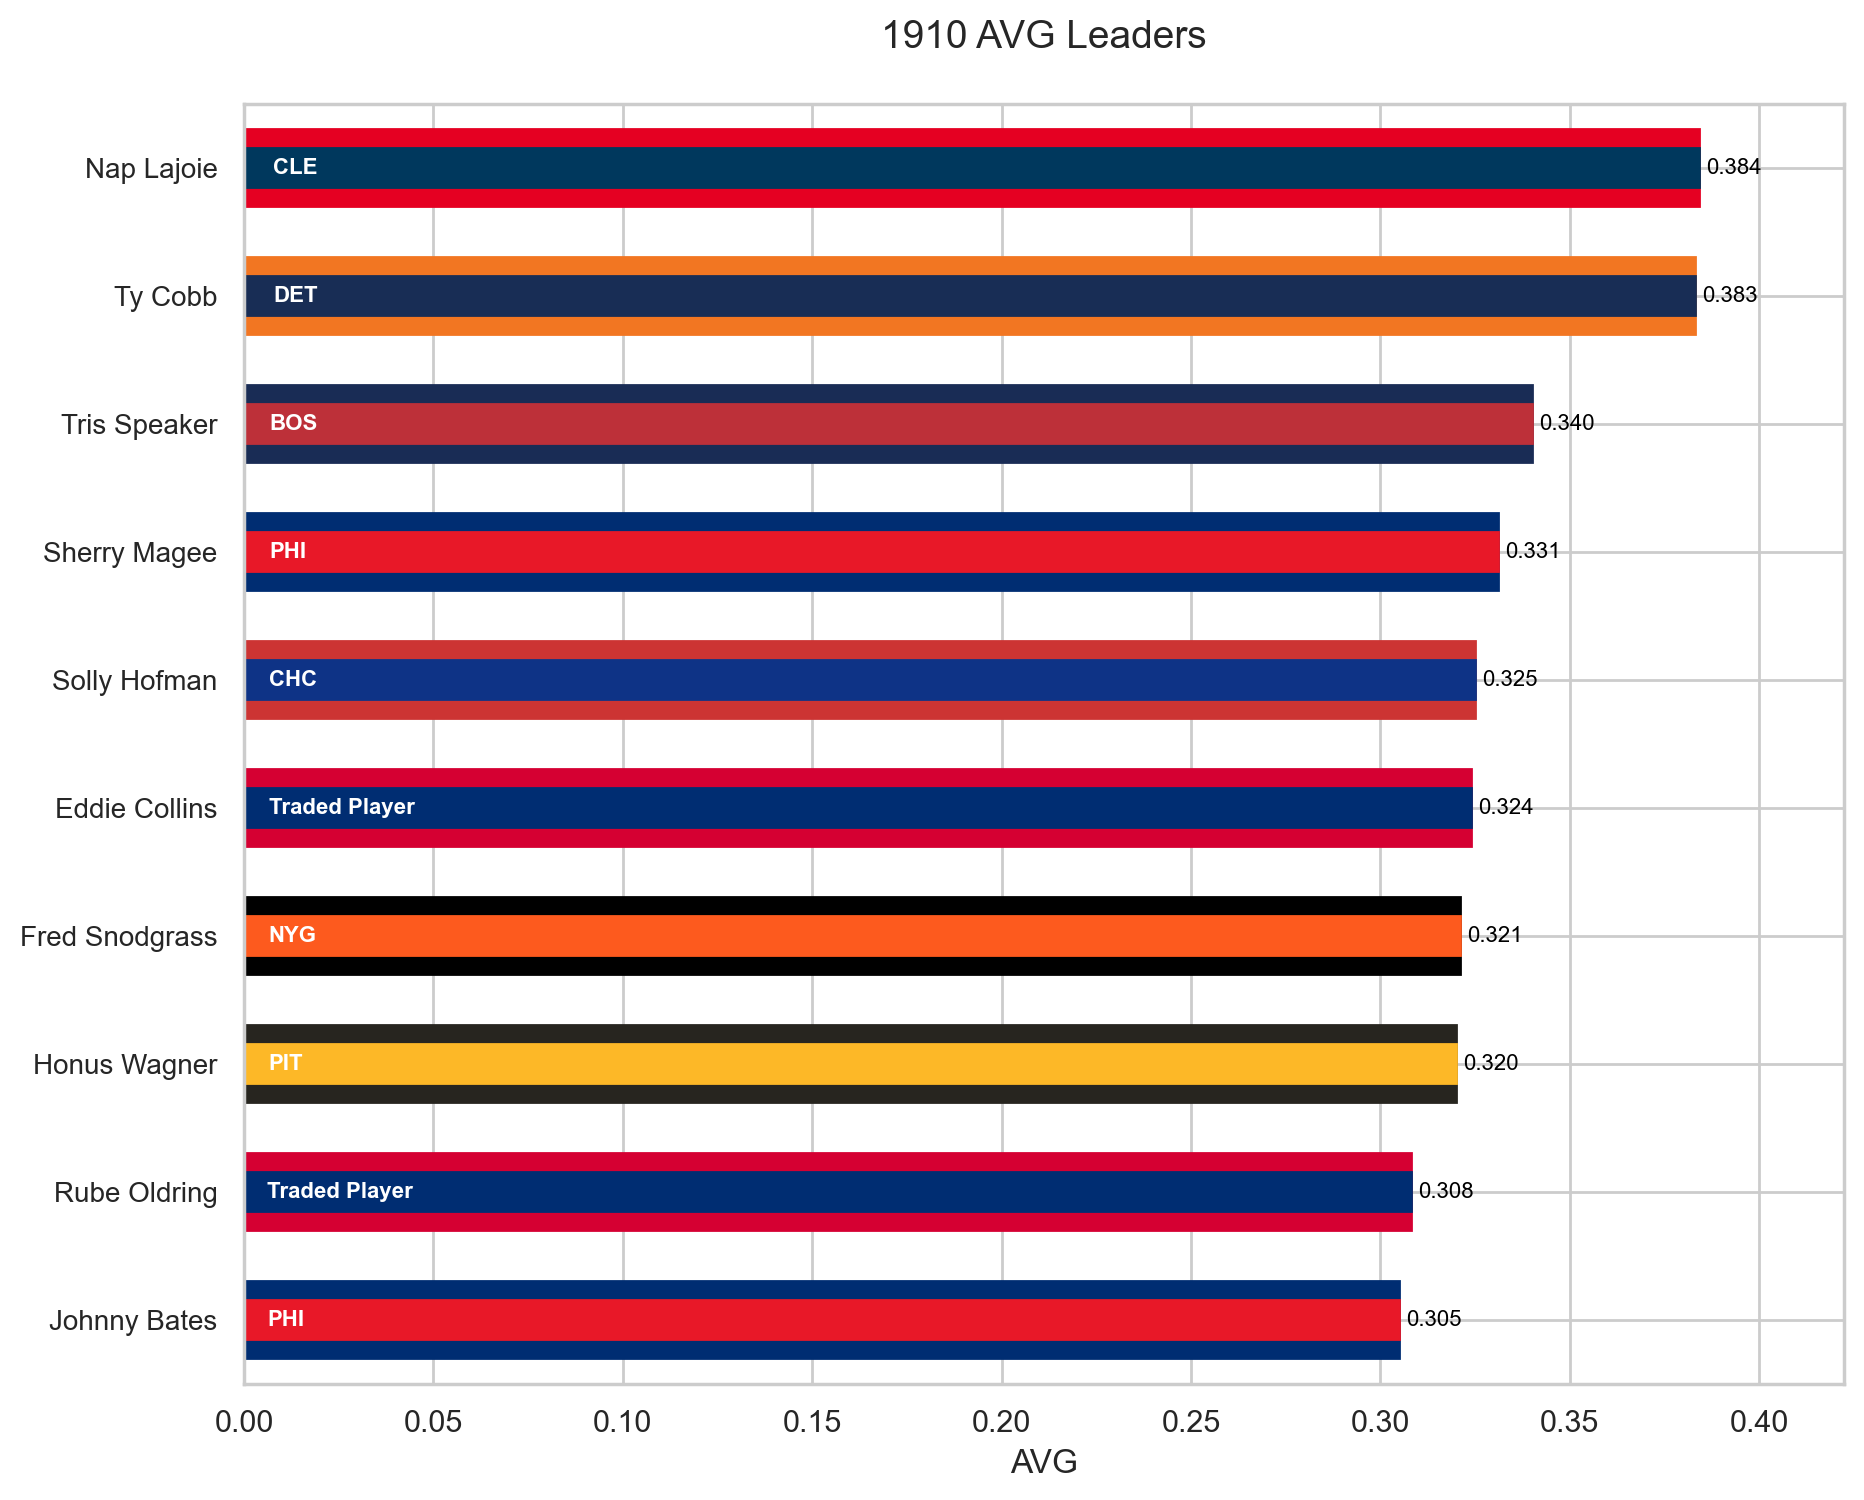 1910 AVG Leaders
Nap Lajoie CLE 0.384
Ty Cobb DET 0.383
Tris Speaker BOS 0.340
Sherry Magee PHI 0.331
Solly Hofman CHC 0.325
Eddie Collins Traded Player 0.324
Fred Snodgrass NYG 0.321
Honus Wagner PIT 0.320
Rube Oldring Traded Player 0.308
Johnny Bates PHI 0.305
0.00 0.05 0.10 0.15 0.20 0.25 0.30 0.35 0.40
AVG